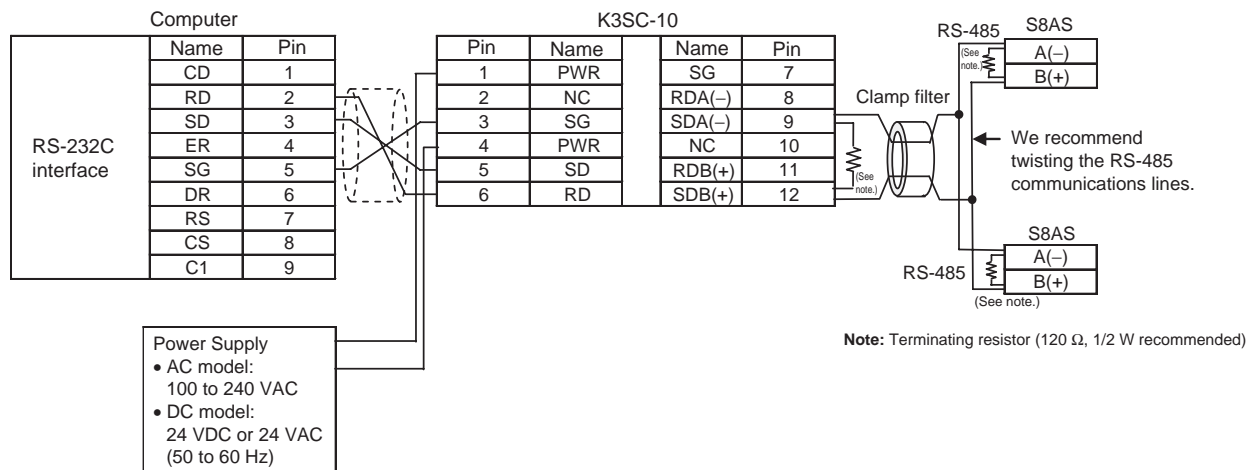 Computer
RS-232C
interface
Name Pin
CD 1
RD 2
SD 3
ER 4
SG 5
DR 6
RS 7
CS 8
C1 9
K3SC-10
Pin Name Name Pin
1 PWR SG 7
2 NC RDA(−) 8
3 SG SDA(−) 9
4 PWR NC 10
5 SD RDB(+) 11
6 RD SDB(+) 12
(See
note.)
Clamp filter
RS-485
S8AS
(See
note.)
A(−)
B(+)
We recommend
twisting the RS-485
communications lines.
S8AS
A(−)
B(+)
RS-485
(See note.)
Note: Terminating resistor (120 Ω, 1/2 W recommended)
Power Supply
• AC model:
100 to 240 VAC
• DC model:
24 VDC or 24 VAC
(50 to 60 Hz)